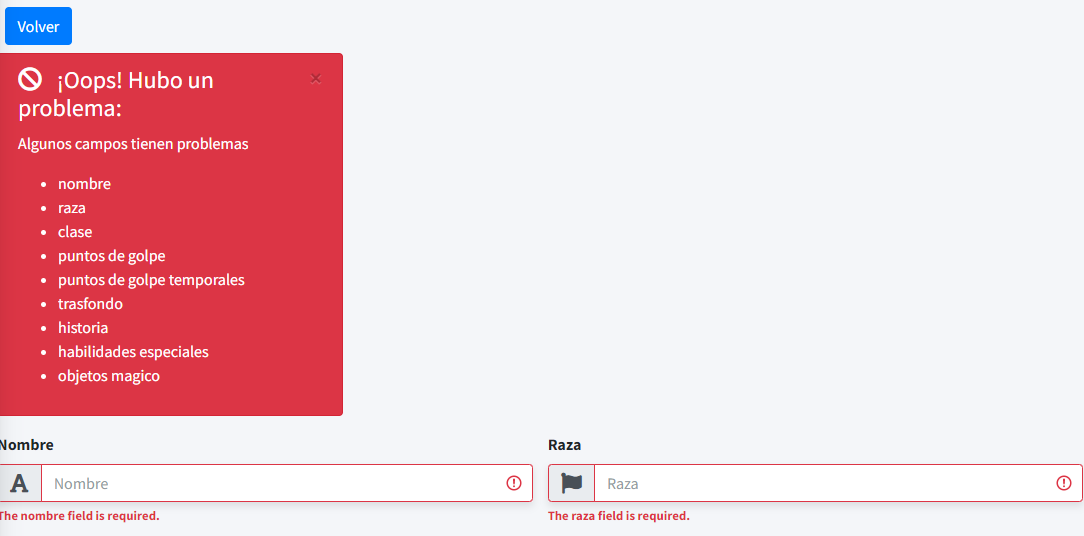 Volver
¡Oops! Hubo un
problema:
×
Algunos campos tienen problemas
nombre
raza
clase
puntos de golpe
puntos de golpe temporales
trasfondo
historia
habilidades especiales
objetos magico
Nombre
Raza
Nombre
Raza
The nombre field is required.
The raza field is required.